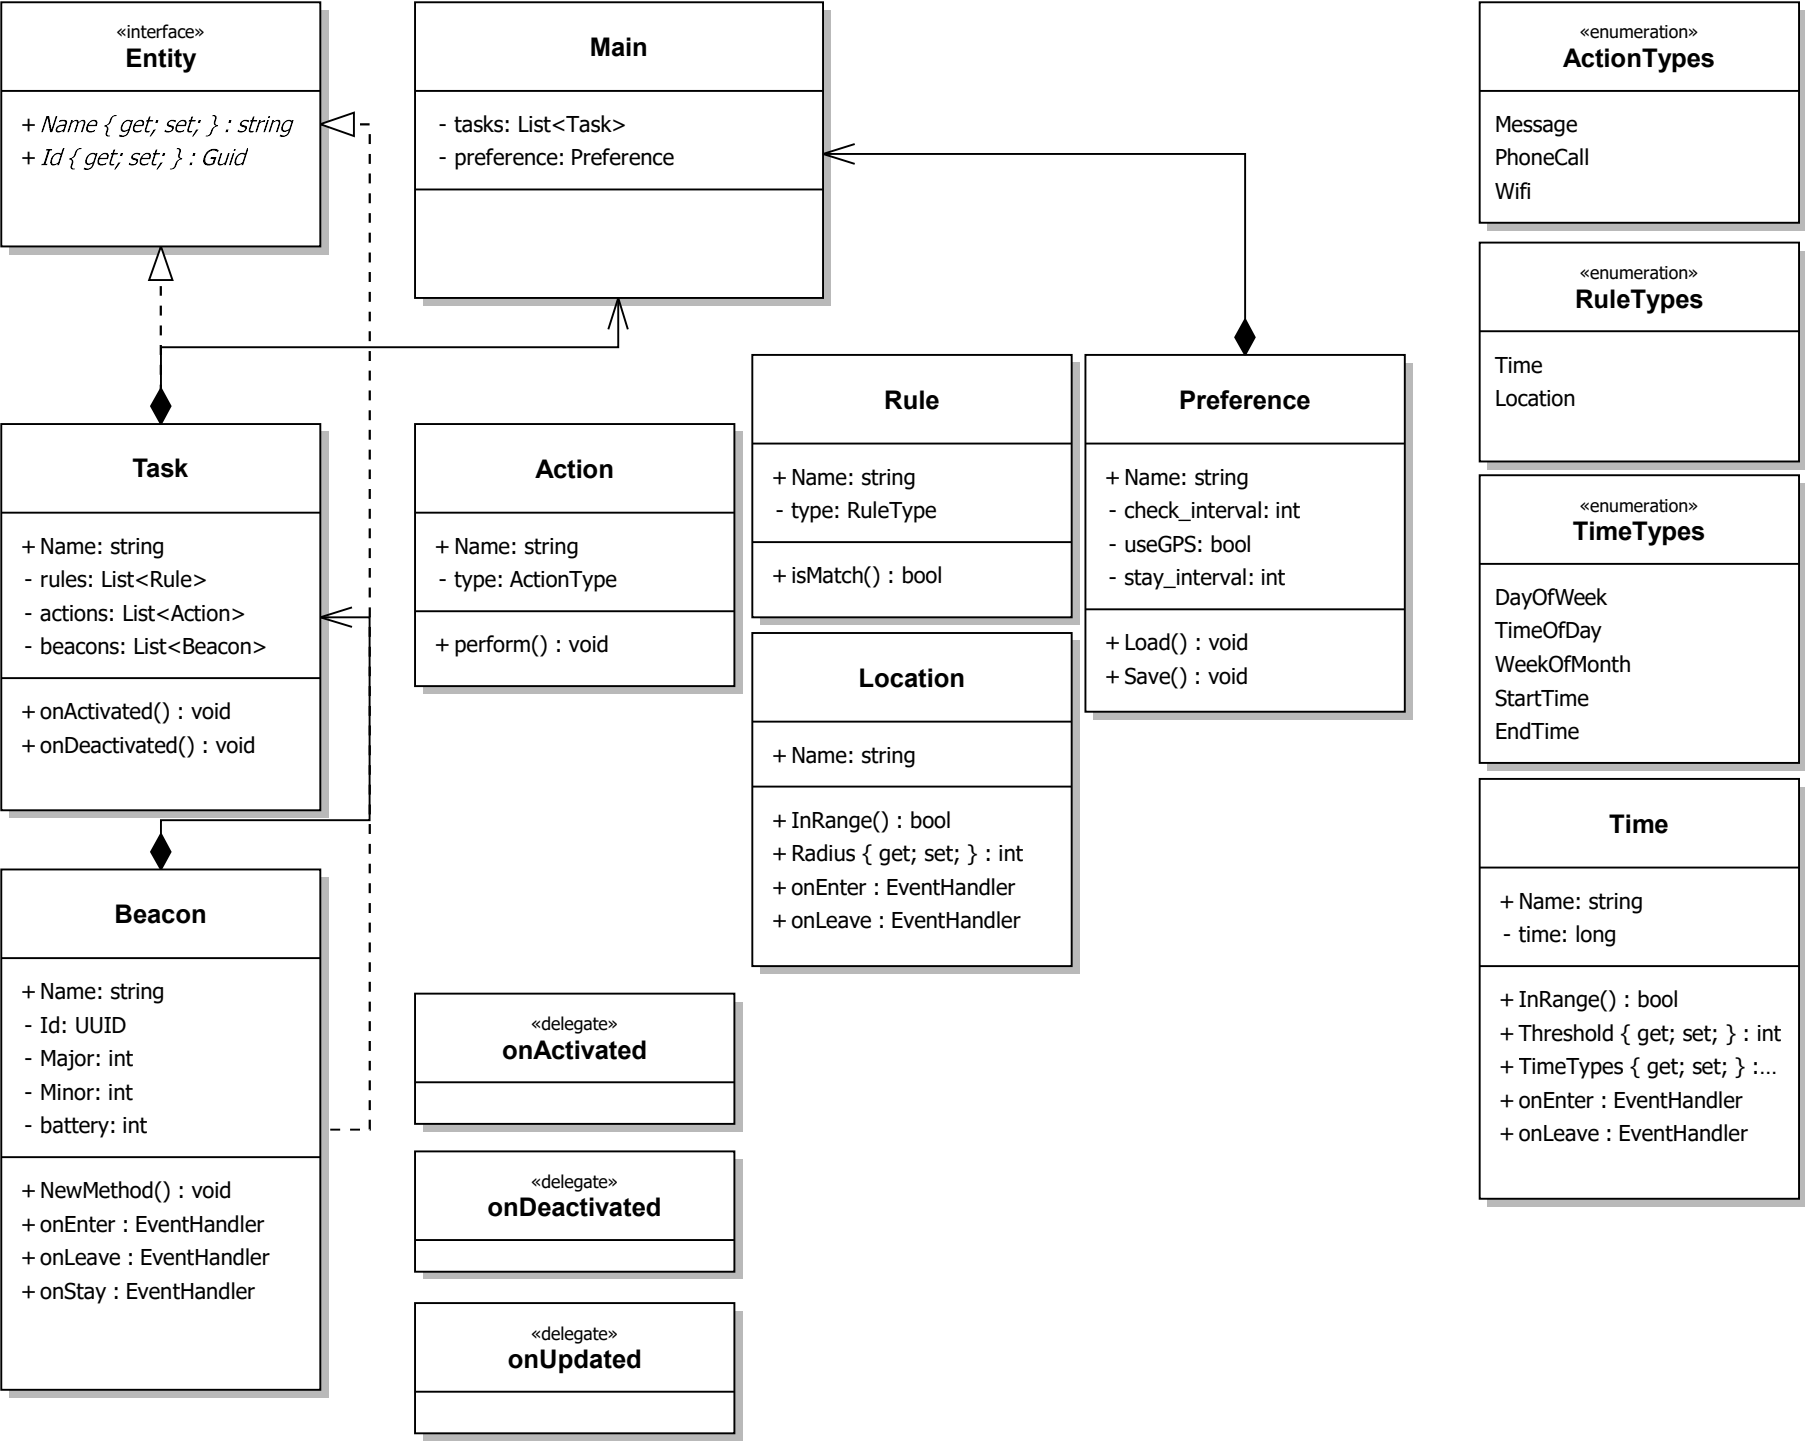 «interface»
Entity
+ Name { get; set; } : string
+ Id { get; set; } : Guid
Main
- tasks: List<Task>
- preference: Preference
«enumeration»
ActionTypes
Message
PhoneCall
Wifi
«enumeration»
RuleTypes
Time
Location
Task
+ Name: string
- rules: List<Rule>
- actions: List<Action>
- beacons: List<Beacon>
+ onActivated() : void
+ onDeactivated() : void
Action
+ Name: string
- type: ActionType
+ perform() : void
Rule
+ Name: string
- type: RuleType
+ isMatch() : bool
Preference
+ Name: string
- check_interval: int
- useGPS: bool
- stay_interval: int
+ Load() : void
+ Save() : void
«enumeration»
TimeTypes
DayOfWeek
TimeOfDay
WeekOfMonth
StartTime
EndTime
Location
+ Name: string
+ InRange() : bool
+ Radius { get; set; } : int
+ onEnter : EventHandler
+ onLeave : EventHandler
Time
+ Name: string
- time: long
+ InRange() : bool
+ Threshold { get; set; } : int
+ TimeTypes { get; set; } :...
+ onEnter : EventHandler
+ onLeave : EventHandler
Beacon
+ Name: string
- Id: UUID
- Major: int
- Minor: int
- battery: int
+ NewMethod() : void
+ onEnter : EventHandler
+ onLeave : EventHandler
+ onStay : EventHandler
«delegate»
onActivated
«delegate»
onDeactivated
«delegate»
onUpdated